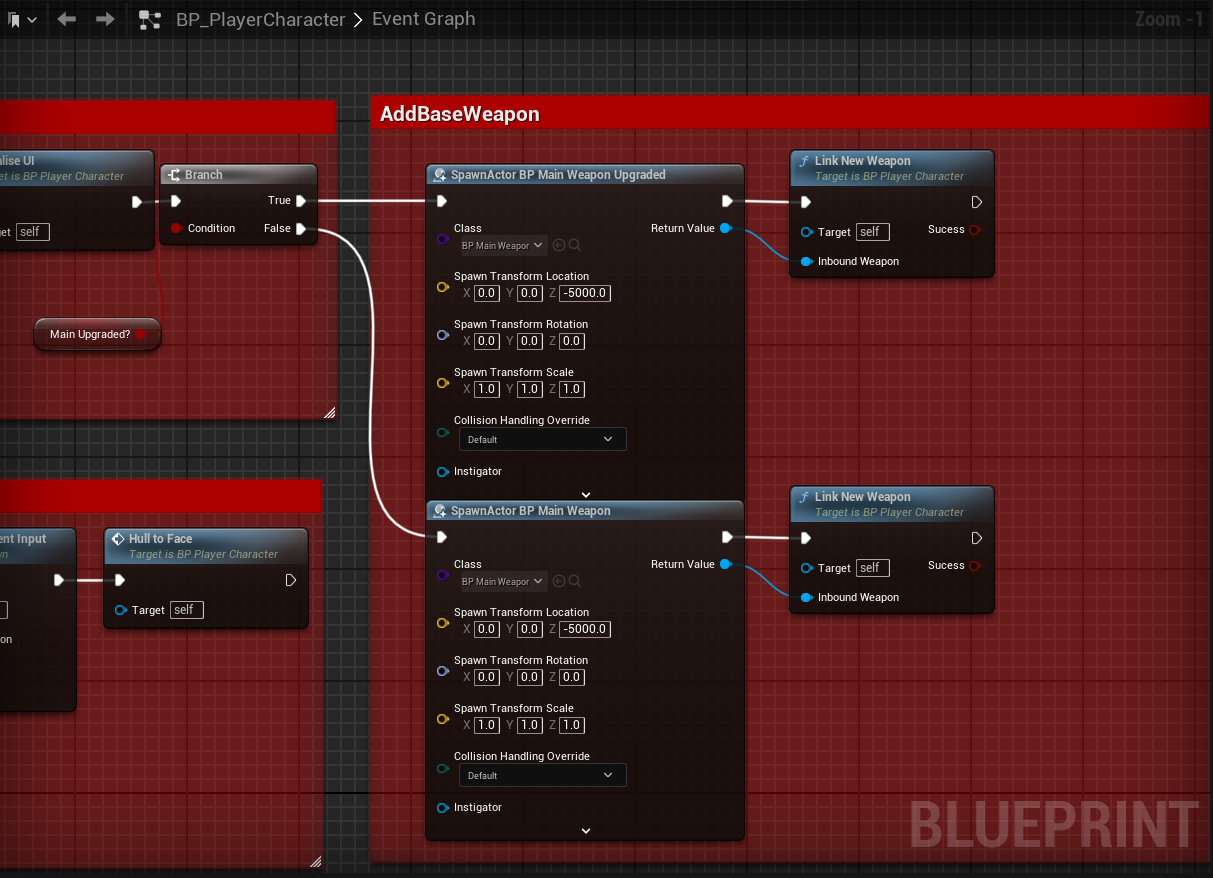 BP_PlayerCharacter > Event Graph
Zoom -1
AddBaseWeapon
alise UI
et is BP Player Character
et self
Branch
True
Condition
False
Main Upgraded?
SpawnActor BP Main Weapon Upgraded
Class
Return Value
BP Main Weapor
Spawn Transform Location
X 0.0 Y 0.0 Z -5000.0
Spawn Transform Rotation
X 0.0 Y 0.0 Z 0.0
Spawn Transform Scale
X 1.0 Y 1.0 Z 1.0
Collision Handling Override
Default
Instigator
Link New Weapon
Target is BP Player Character
Target self
Sucess
Inbound Weapon
ent Input
wn
on
Hull to Face
Target is BP Player Character
Target self
SpawnActor BP Main Weapon
Class
Return Value
BP Main Weapor
Spawn Transform Location
X 0.0 Y 0.0 Z -5000.0
Spawn Transform Rotation
X 0.0 Y 0.0 Z 0.0
Spawn Transform Scale
X 1.0 Y 1.0 Z 1.0
Collision Handling Override
Default
Instigator
Link New Weapon
Target is BP Player Character
Target self
Sucess
Inbound Weapon
BLUEPRINT